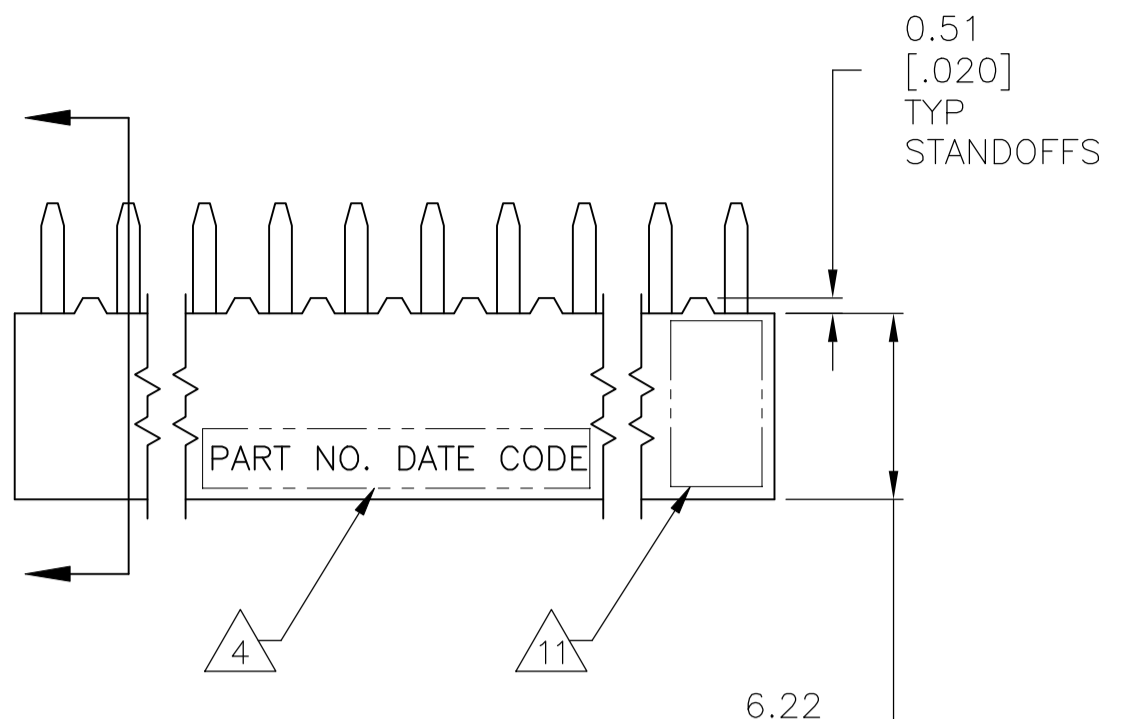 0.51
[.020]
TYP
STANDOFFS
PART NO. DATE CODE
4
11
6.22